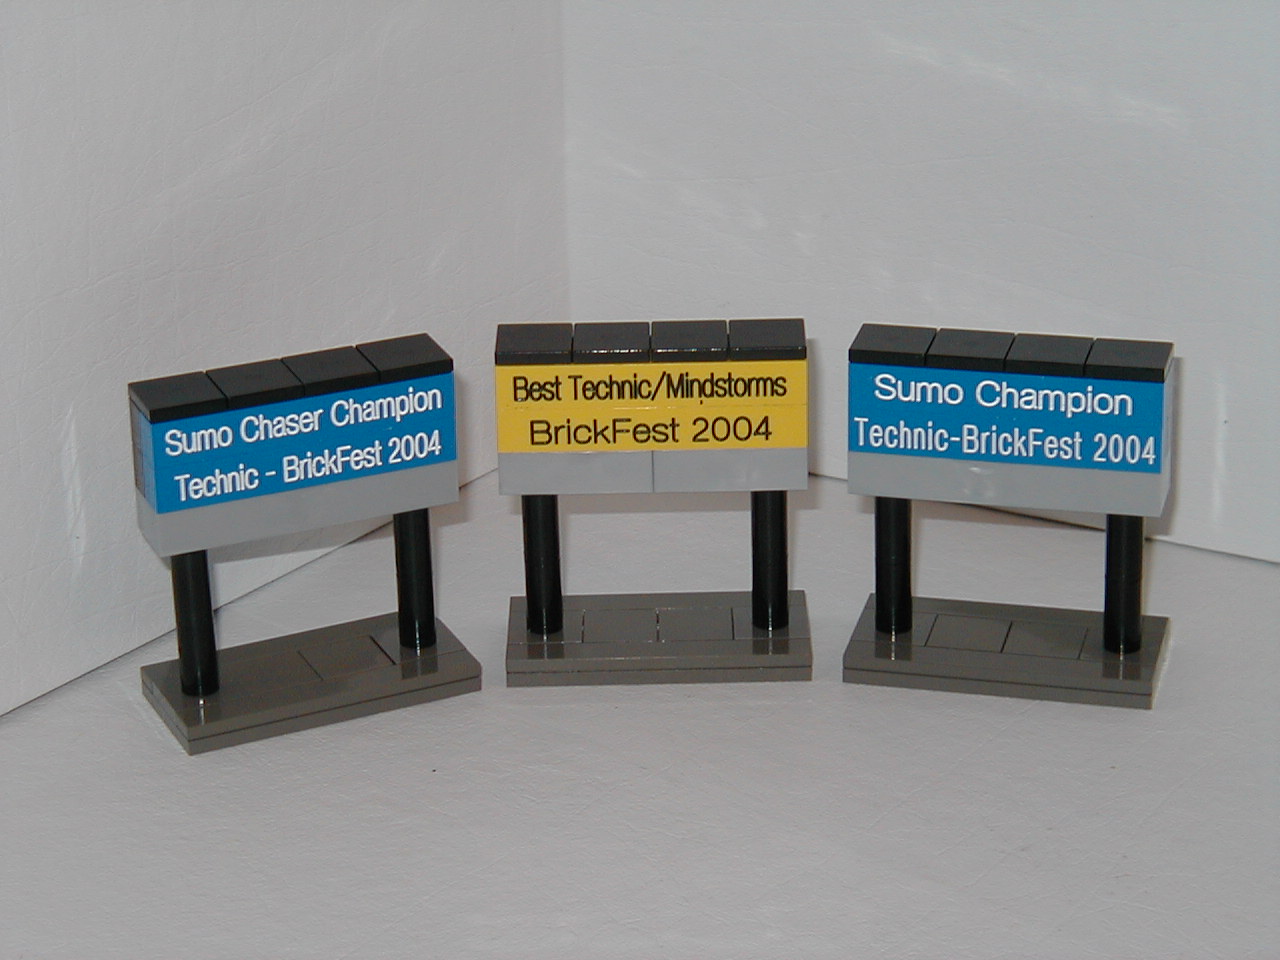 Sumo Chaser Champion
Technic - BrickFest 2004
Best Technic/Mindstorms
BrickFest 2004
Sumo Champion
Technic-BrickFest 2004